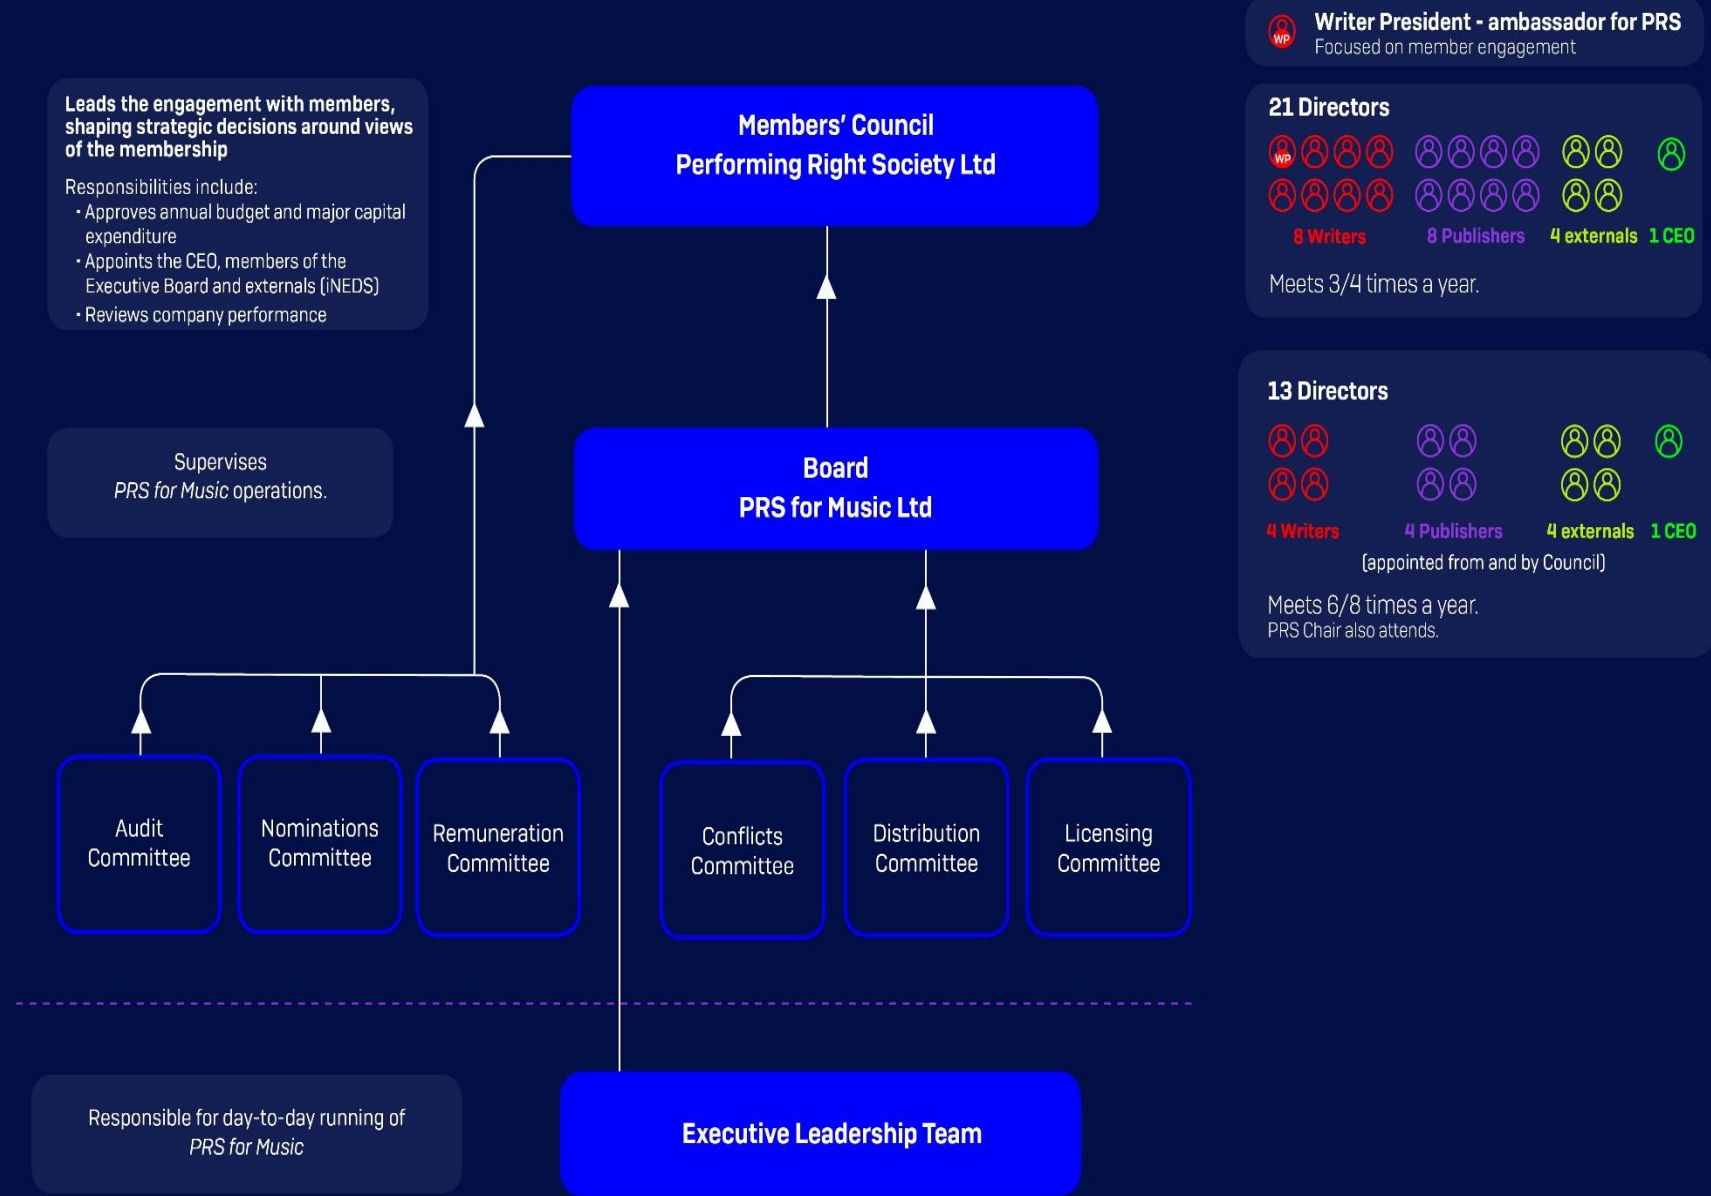 WP
Writer President - ambassador for PRS
Focused on member engagement
Leads the engagement with members,
shaping strategic decisions around views
of the membership
Responsibilities include:
• Approves annual budget and major capital
expenditure
• Appoints the CEO, members of the
Executive Board and externals (iNEDS)
• Reviews company performance
Members' Council
Performing Right Society Ltd
21 Directors
WP
8 Writers 8 Publishers 4 externals 1 CEO
Meets 3/4 times a year.
Supervises
PRS for Music operations.
Board
PRS for Music Ltd
13 Directors
4 Writers 4 Publishers 4 externals 1 CEO
(appointed from and by Council)
Meets 6/8 times a year.
PRS Chair also attends.
Audit
Committee
Nominations
Committee
Remuneration
Committee
Conflicts
Committee
Distribution
Committee
Licensing
Committee
Responsible for day-to-day running of
PRS for Music
Executive Leadership Team